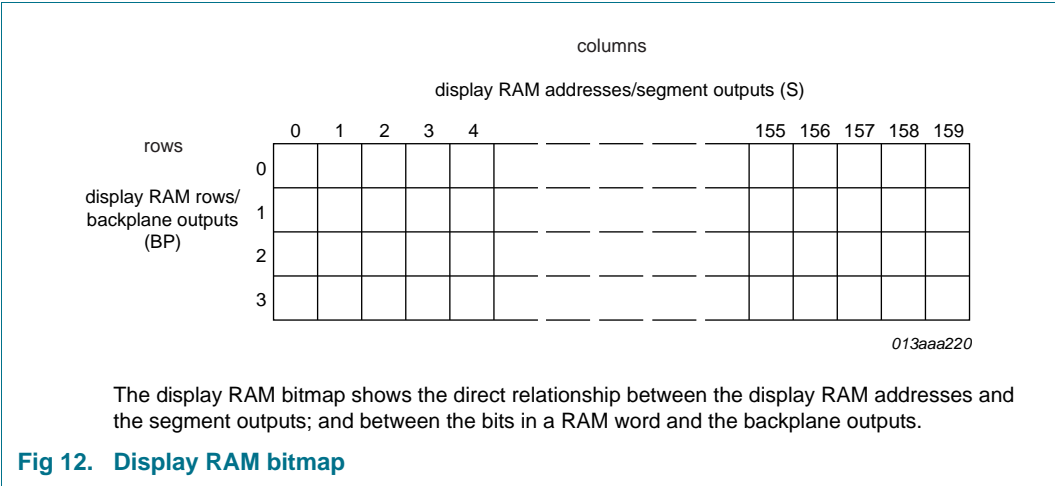 columns
display RAM addresses/segment outputs (S)
0 1 2 3 4 155 156 157 158 159
rows
0
display RAM rows/
backplane outputs
(BP)
1
2
3
013aaa220
The display RAM bitmap shows the direct relationship between the display RAM addresses and
the segment outputs; and between the bits in a RAM word and the backplane outputs.
Fig 12. Display RAM bitmap